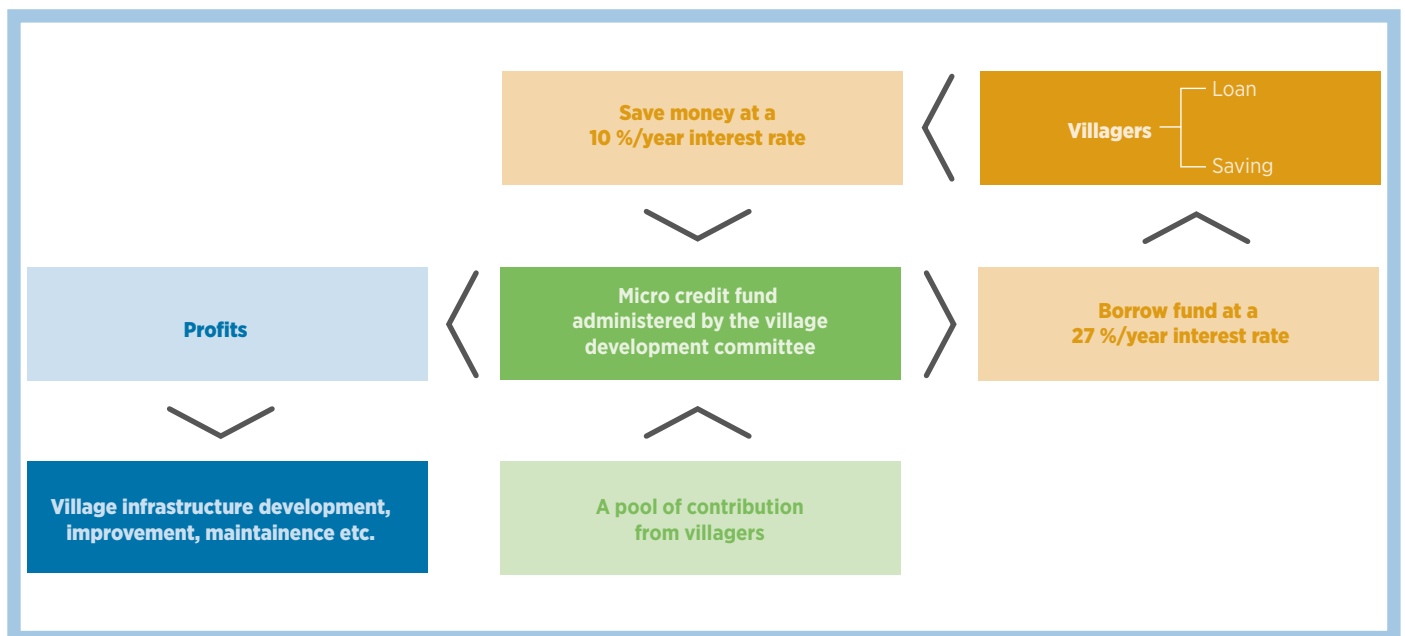 Save money at a
10 %/year interest rate
Villagers
Loan
Saving
Profits
Micro credit fund
administered by the village
development committee
Borrow fund at a
27 %/year interest rate
Village infrastructure development,
improvement, maintainence etc.
A pool of contribution
from villagers